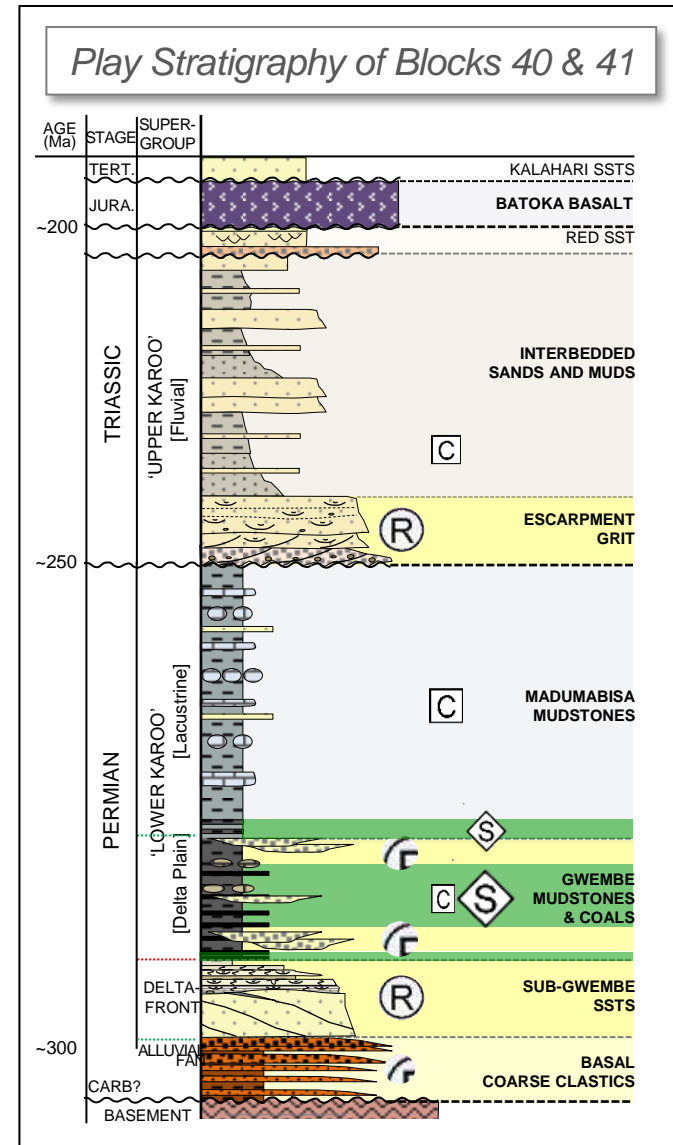 Play Stratigraphy of Blocks 40 & 41
AGE
(Ma)
STAGE
SUPER-
GROUP
TERT.
KALAHARI SSTS
JURA.
BATOKA BASALT
~200
RED SST
TRIASSIC
'UPPER KAROO'
[Fluvial]
INTERBEDDED
SANDS AND MUDS
C
R
ESCARPMENT
GRIT
~250
PERMIAN
'LOWER KAROO'
[Lacustrine]
C
MADUMABISA
MUDSTONES
S
[Delta Plain]
C
S
GWEMBE
MUDSTONES
& COALS
DELTA-
FRONT
R
SUB-GWEMBE
SSTS
~300
ALLUVIAL
FAN
BASAL
COARSE CLASTICS
CARB?
BASEMENT